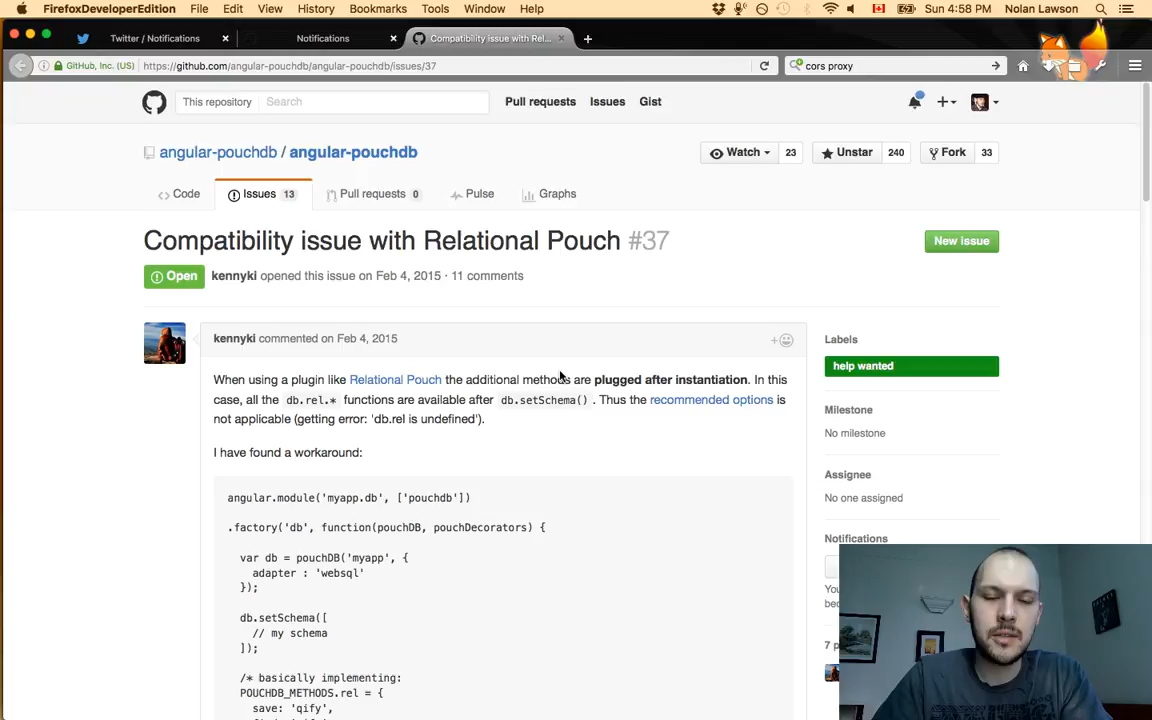 FirefoxDeveloperEdition File Edit View History Bookmarks Tools Window Help Sun 4:58 PM Nolan Lawson
Twitter / Notifications × Notifications × Compatibility issue with Rel... × +
GitHub, Inc. (US) https://github.com/angular-pouchdb/angular-pouchdb/issues/37 cors proxy
This repository Search Pull requests Issues Gist
angular-pouchdb / angular-pouchdb Watch 23 Unstar 240 Fork 33
Code Issues 13 Pull requests 0 Pulse Graphs
Compatibility issue with Relational Pouch #37 New issue
Open kennyki opened this issue on Feb 4, 2015 · 11 comments
kennyki commented on Feb 4, 2015
Labels
help wanted
Milestone
No milestone
Assignee
No one assigned
Notifications
When using a plugin like Relational Pouch the additional methods are plugged after instantiation. In this
case, all the db.rel.* functions are available after db.setSchema() . Thus the recommended options is
not applicable (getting error: 'db.rel is undefined').
I have found a workaround:
angular.module('myapp.db', ['pouchdb'])
.factory('db', function(pouchDB, pouchDecorators) {
var db = pouchDB('myapp', {
adapter : 'websql'
});
db.setSchema([
// my schema
]);
/* basically implementing:
POUCHDB_METHODS.rel = {
save: 'qify',